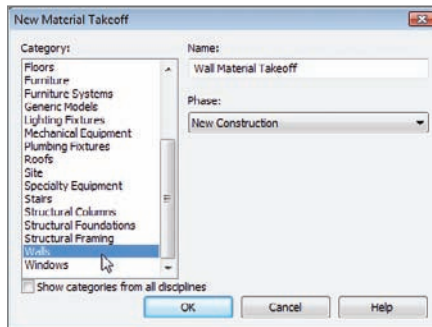 New Material Takeoff
Category:
Floors
Furniture
Furniture Systems
Generic Models
Lighting Fixtures
Mechanical Equipment
Plumbing Fixtures
Roofs
Site
Specialty Equipment
Stairs
Structural Columns
Structural Foundations
Structural Framing
Walls
Windows
Show categories from all disciplines
Name:
Wall Material Takeoff
Phase:
New Construction
OK
Cancel
Help